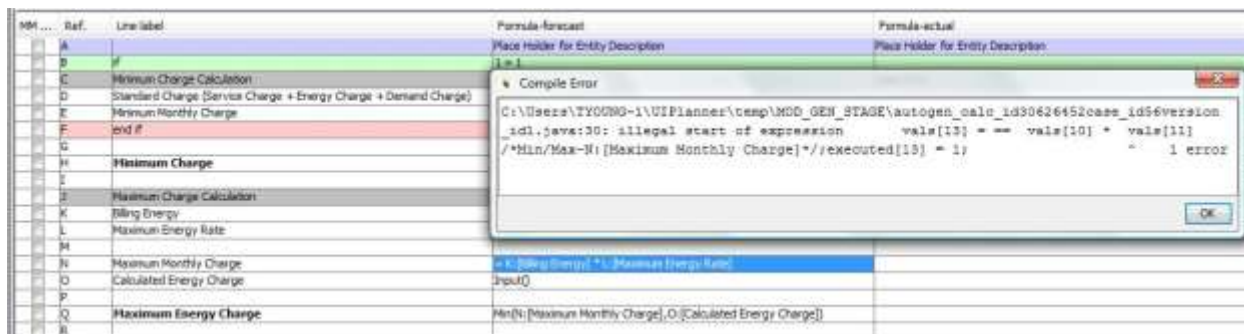 MM ... Ref. Line label Formula-forecast Formula-actual
A Place Holder for Entity Description Place Holder for Entity Description
B if 1 = 1
C Minimum Charge Calculation
D Standard Charge (Service Charge + Energy Charge + Demand Charge)
E Minimum Monthly Charge
F end if
G
H Minimum Charge
I
J Maximum Charge Calculation
K Billing Energy
L Maximum Energy Rate
M
N Maximum Monthly Charge = K:[Billing Energy] * L:[Maximum Energy Rate]
O Calculated Energy Charge Input()
P
Q Maximum Energy Charge Min(N:[Maximum Monthly Charge],O:[Calculated Energy Charge])
R
Compile Error
C:\Users\TYOUNG~1\UIPlanner\temp\MOD_GEN_STAGE\autogen_calc_id30626452case_id56version
_id1.java:30: illegal start of expression vals[13] = == vals[10] * vals[11]
/*Min/Max-N:[Maximum Monthly Charge]*/;executed[13] = 1; ^ 1 error
OK